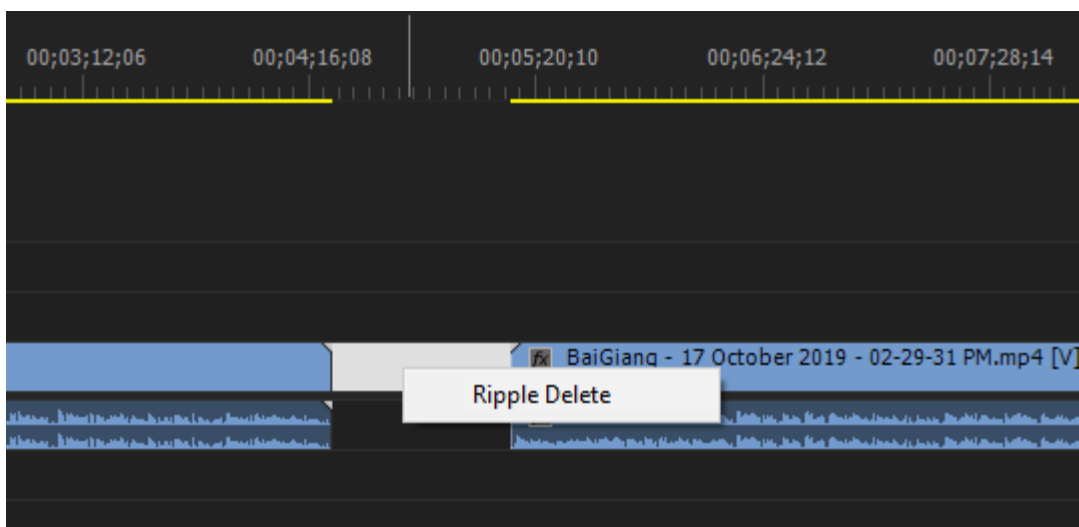 00;03;12;06 00;04;16;08 00;05;20;10 00;06;24;12 00;07;28;14
fx BaiGiang - 17 October 2019 - 02-29-31 PM.mp4 [V]
Ripple Delete